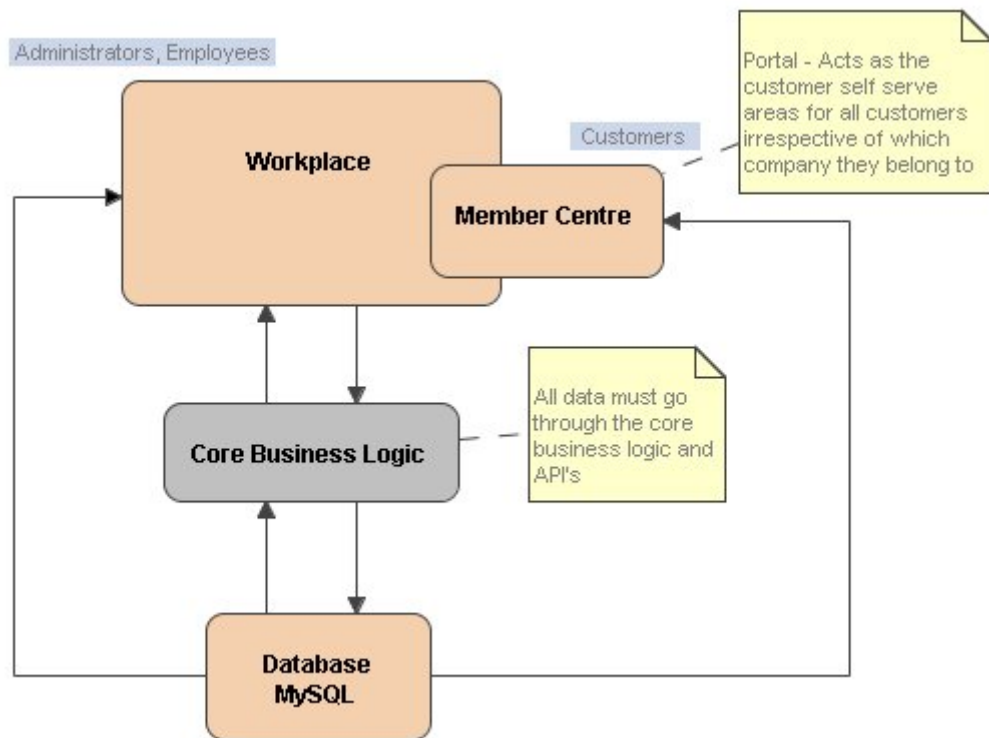 Administrators, Employees
Portal - Acts as the
customer self serve
areas for all customers
irrespective of which
company they belong to
Customers
Workplace
Member Centre
All data must go
through the core
business logic and
API's
Core Business Logic
Database
MySQL